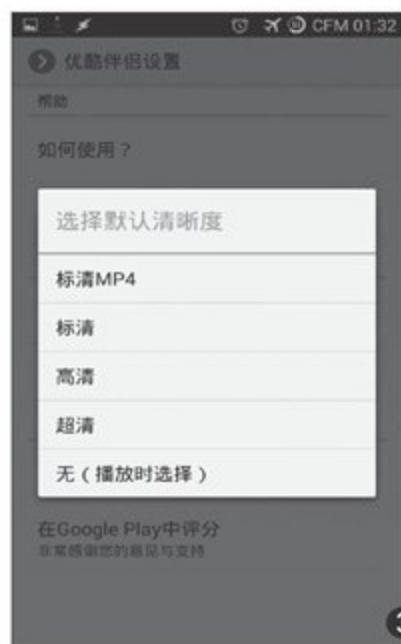 CFM 01:32
优酷伴侣设置
帮助
如何使用？
选择默认清晰度
标清MP4
标清
高清
超清
无（播放时选择）
在Google Play中评分
非常感谢您的意见与支持